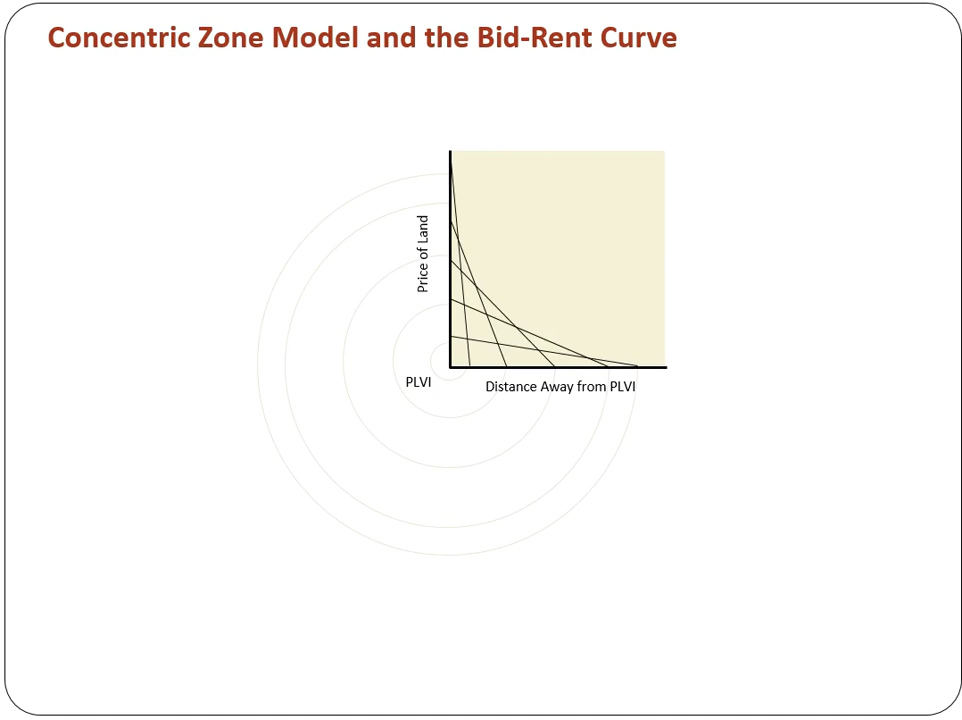 Concentric Zone Model and the Bid-Rent Curve
Price of Land
PLVI
Distance Away from PLVI